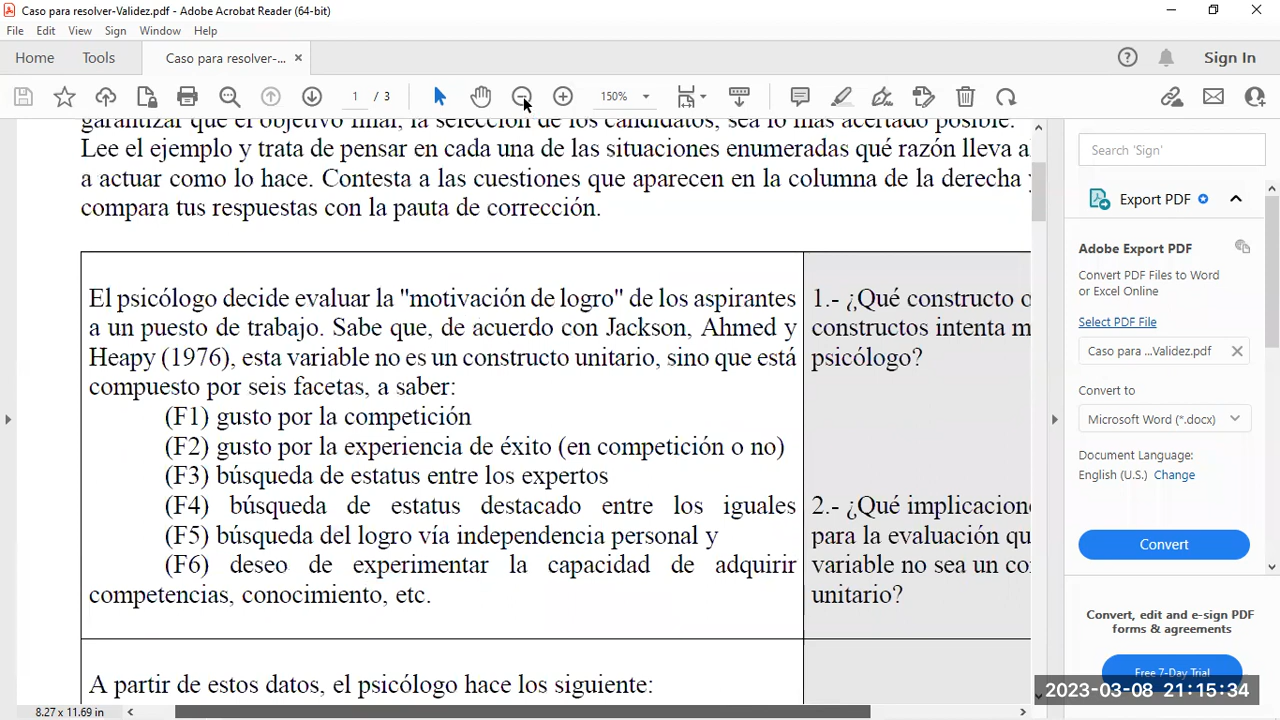 Caso para resolver-Validez.pdf - Adobe Acrobat Reader (64-bit)
File Edit View Sign Window Help
Home Tools Caso para resolver-... × Sign In
1 / 3 150%
garantizar que el objetivo final, la selección de los candidatos, sea lo más acertado posible.
Lee el ejemplo y trata de pensar en cada una de las situaciones enumeradas qué razón lleva a
a actuar como lo hace. Contesta a las cuestiones que aparecen en la columna de la derecha y
compara tus respuestas con la pauta de corrección.
El psicólogo decide evaluar la "motivación de logro" de los aspirantes
a un puesto de trabajo. Sabe que, de acuerdo con Jackson, Ahmed y
Heapy (1976), esta variable no es un constructo unitario, sino que está
compuesto por seis facetas, a saber:
(F1) gusto por la competición
(F2) gusto por la experiencia de éxito (en competición o no)
(F3) búsqueda de estatus entre los expertos
(F4) búsqueda de estatus destacado entre los iguales
(F5) búsqueda del logro vía independencia personal y
(F6) deseo de experimentar la capacidad de adquirir
competencias, conocimiento, etc.
1.- ¿Qué constructo o
constructos intenta m
psicólogo?
2.- ¿Qué implicacione
para la evaluación qu
variable no sea un co
unitario?
A partir de estos datos, el psicólogo hace los siguiente:
8.27 x 11.69 in
Search 'Sign'
Export PDF
Adobe Export PDF
Convert PDF Files to Word
or Excel Online
Select PDF File
Caso para ...Validez.pdf
Convert to
Microsoft Word (*.docx)
Document Language:
English (U.S.) Change
Convert
Convert, edit and e-sign PDF
forms & agreements
Free 7-Day Trial
2023-03-08 21:15:34